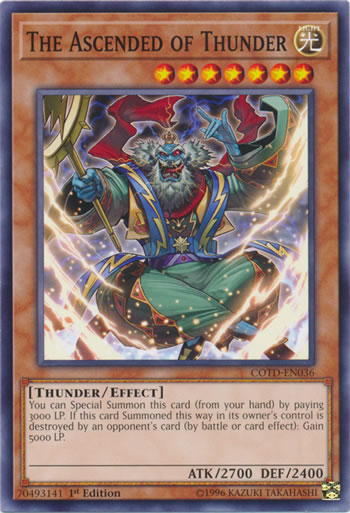 THE ASCENDED OF THUNDER
LIGHT
光
COTD-EN036
[THUNDER/EFFECT]
You can Special Summon this card (from your hand) by paying
3000 LP. If this card Summoned this way in its owner's control is
destroyed by an opponent's card (by battle or card effect): Gain
5000 LP.
ATK/2700 DEF/2400
70493141 1st Edition ©1996 KAZUKI TAKAHASHI